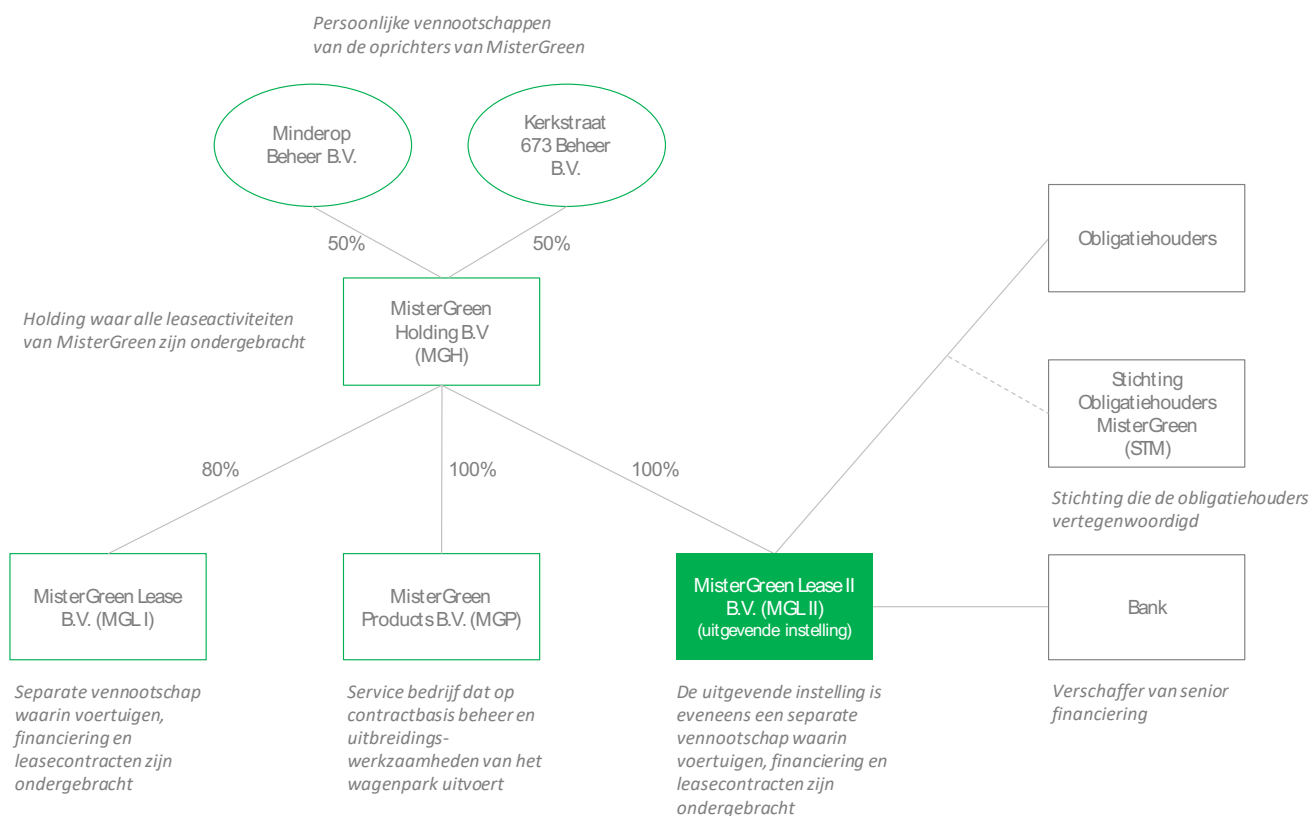 Persoonlijke vennootschappen
van de oprichters van MisterGreen
Minderop
Beheer B.V.
Kerkstraat
673 Beheer
B.V.
50%
50%
Obligatiehouders
Holding waar alle leaseactiviteiten
van MisterGreen zijn ondergebracht
MisterGreen
Holding B.V
(MGH)
Stichting
Obligatiehouders
MisterGreen
(STM)
Stichting die de obligatiehouders
vertegenwoordigd
80%
100%
100%
MisterGreen Lease
B.V. (MGL I)
MisterGreen
Products B.V. (MGP)
MisterGreen Lease II
B.V. (MGL II)
(uitgevende instelling)
Bank
Separate vennootschap
waarin voertuigen,
financiering en
leasecontracten zijn
ondergebracht
Service bedrijf dat op
contractbasis beheer en
uitbreidings-
werkzaamheden van het
wagenpark uitvoert
De uitgevende instelling is
eveneens een separate
vennootschap waarin
voertuigen, financiering en
leasecontracten zijn
ondergebracht
Verschaffer van senior
financiering